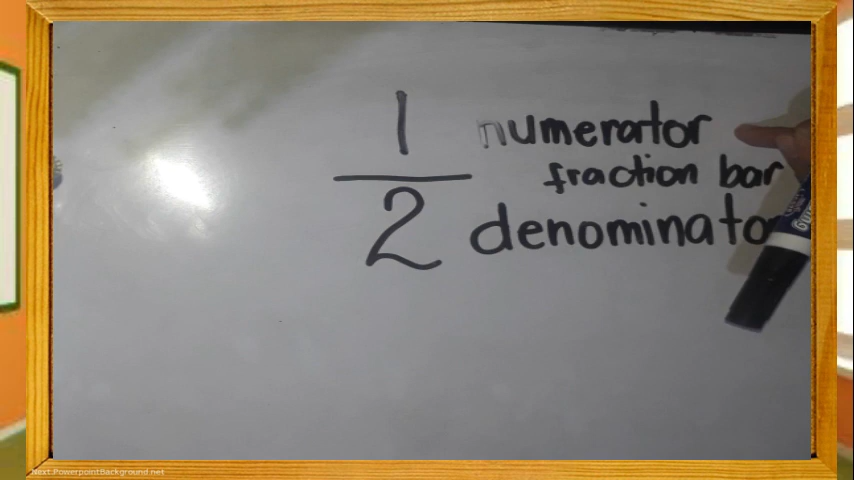 1 numerator
fraction bar
2 denominato
Next.PowerpointBackground.net